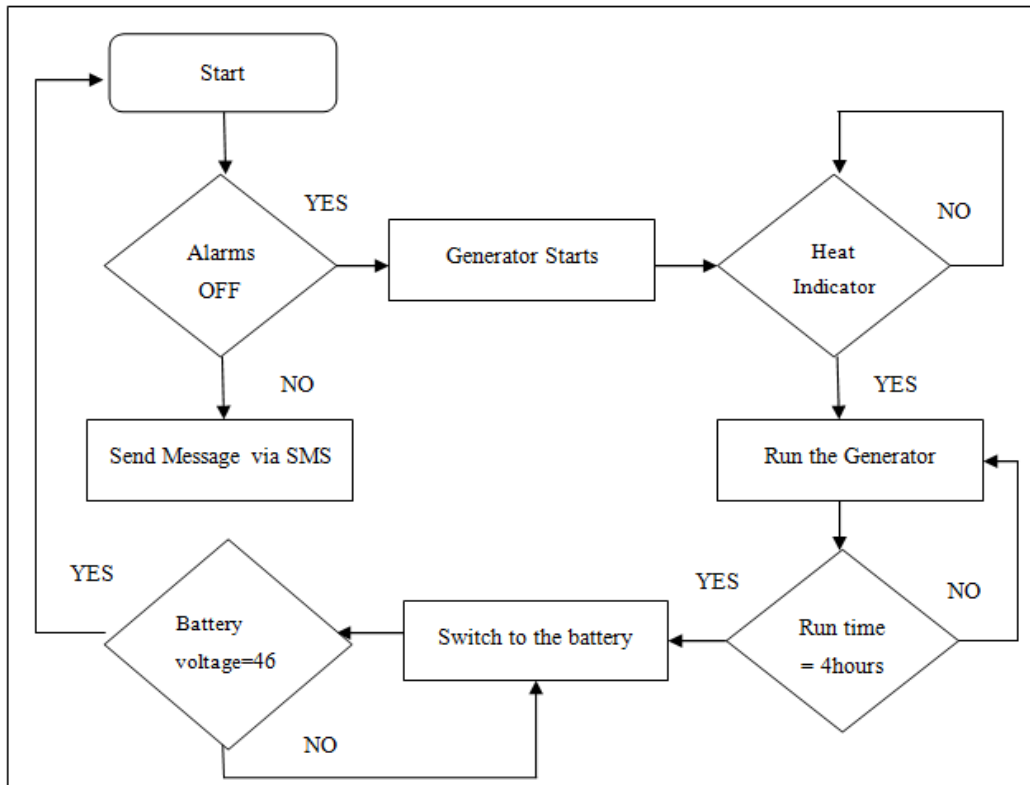 Start
YES
Alarms
OFF
Generator Starts
Heat
Indicator
NO
NO
YES
Send Message via SMS
Run the Generator
YES
Battery
voltage=46
Switch to the battery
YES
Run time
= 4hours
NO
NO